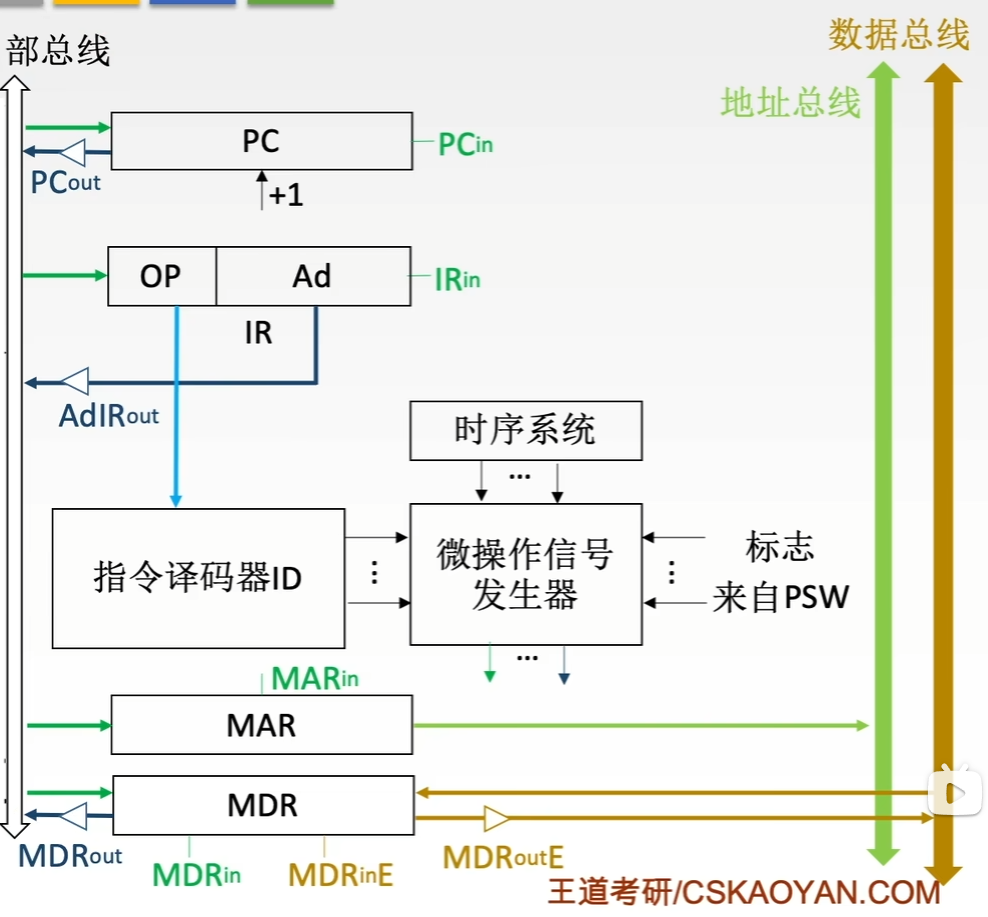 部总线
数据总线
地址总线
PC
PCin
PCout
+1
OP
Ad
IRin
IR
AdIRout
时序系统
...
指令译码器ID
...
微操作信号
发生器
...
标志
来自PSW
...
MARin
MAR
MDR
MDRout
MDRin
MDRinE
MDRoutE
王道考研/CSKAOYAN.COM